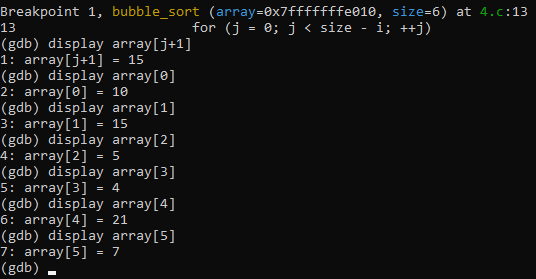 Breakpoint 1, bubble_sort (array=0x7fffffffe010, size=6) at 4.c:13
13 for (j = 0; j < size - i; ++j)
(gdb) display array[j+1]
1: array[j+1] = 15
(gdb) display array[0]
2: array[0] = 10
(gdb) display array[1]
3: array[1] = 15
(gdb) display array[2]
4: array[2] = 5
(gdb) display array[3]
5: array[3] = 4
(gdb) display array[4]
6: array[4] = 21
(gdb) display array[5]
7: array[5] = 7
(gdb)